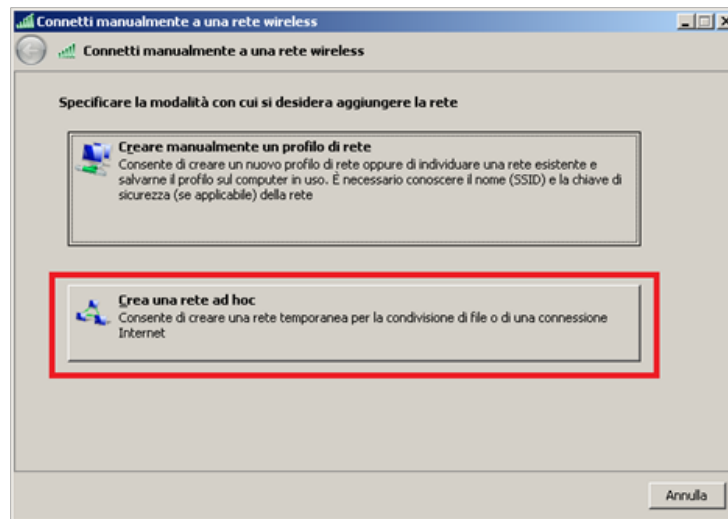 Connetti manualmente a una rete wireless
Connetti manualmente a una rete wireless
Specificare la modalità con cui si desidera aggiungere la rete
Creare manualmente un profilo di rete
Consente di creare un nuovo profilo di rete oppure di individuare una rete esistente e
salvarne il profilo sul computer in uso. È necessario conoscere il nome (SSID) e la chiave di
sicurezza (se applicabile) della rete
Crea una rete ad hoc
Consente di creare una rete temporanea per la condivisione di file o di una connessione
Internet
Annulla